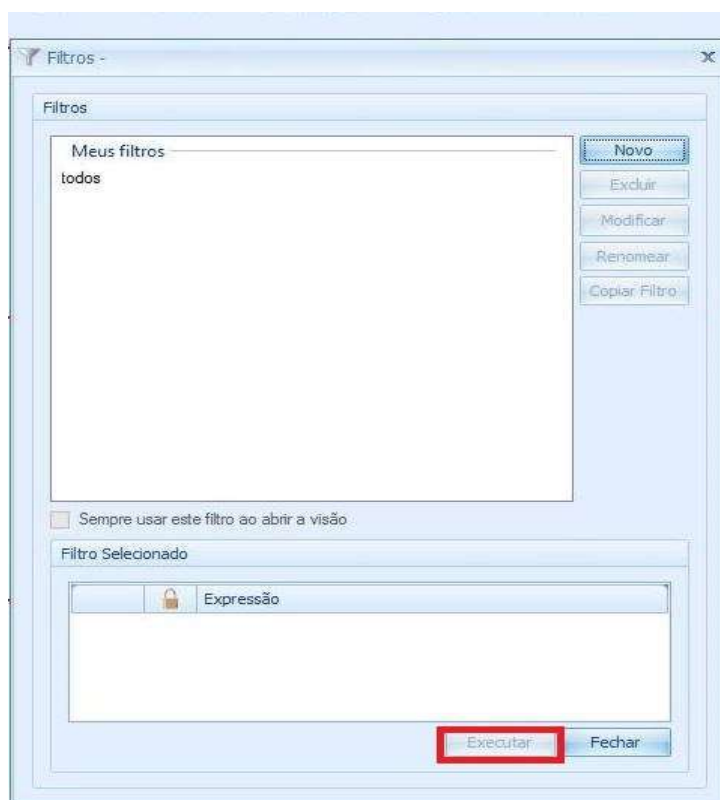 Filtros -
Filtros
Meus filtros
todos
Novo
Excluir
Modificar
Renomear
Copiar Filtro
Sempre usar este filtro ao abrir a visão
Filtro Selecionado
Expressão
Executar
Fechar